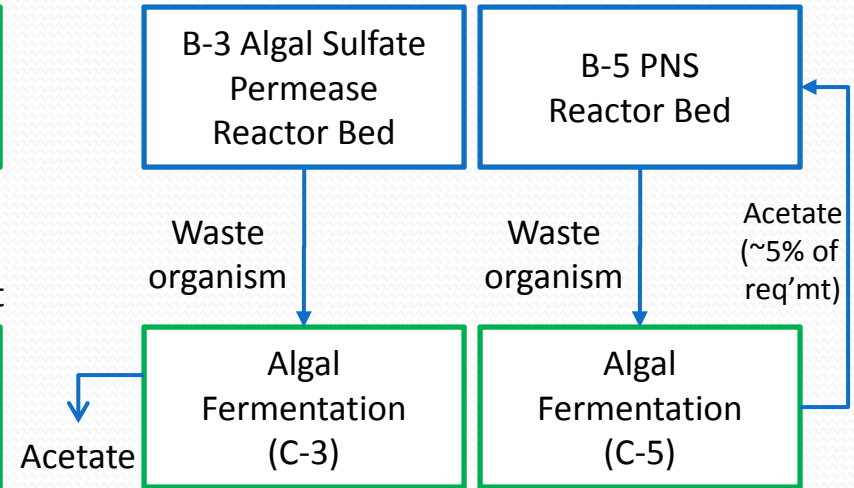 B-3 Algal Sulfate
Permease
Reactor Bed
B-5 PNS
Reactor Bed
Waste
organism
Waste
organism
Acetate
(~5% of
req’mt)
t
Algal
Fermentation
(C-3)
Algal
Fermentation
(C-5)
Acetate